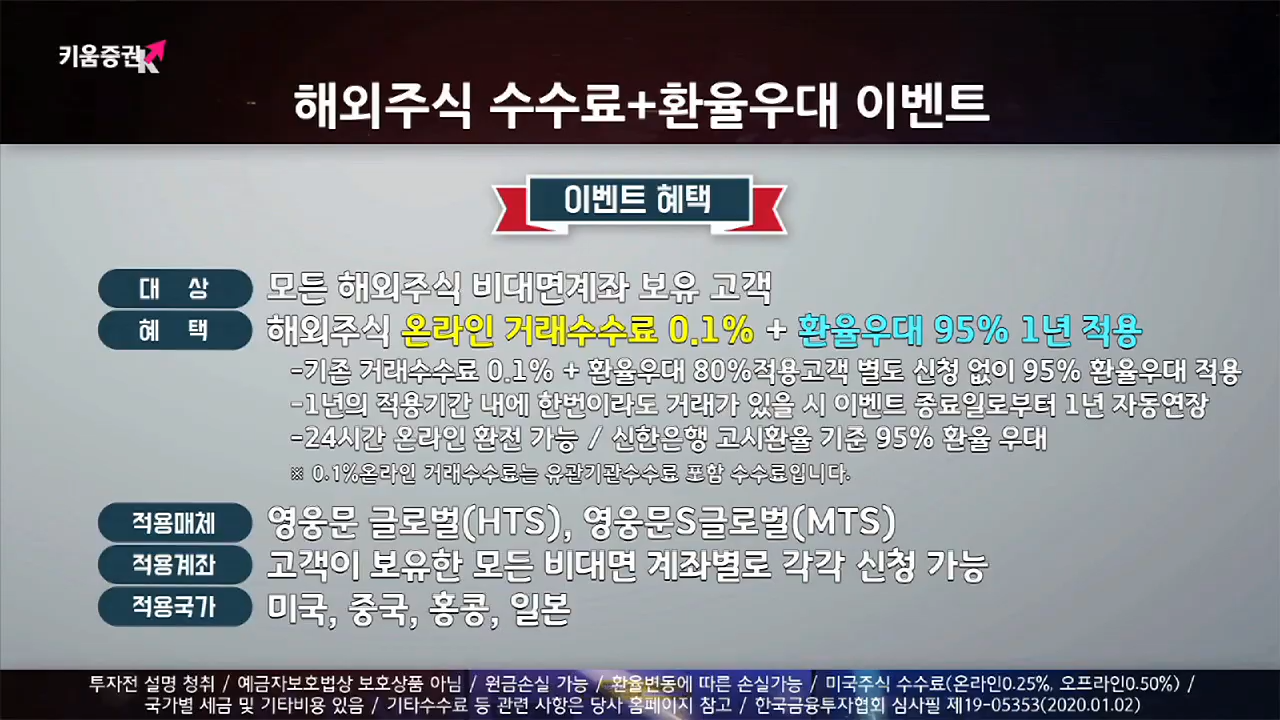 키움증권
해외주식 수수료+환율우대 이벤트
이벤트 혜택
대 상 모든 해외주식 비대면계좌 보유 고객
혜 택 해외주식 온라인 거래수수료 0.1% + 환율우대 95% 1년 적용
-기존 거래수수료 0.1% + 환율우대 80%적용고객 별도 신청 없이 95% 환율우대 적용
-1년의 적용기간 내에 한번이라도 거래가 있을 시 이벤트 종료일로부터 1년 자동연장
-24시간 온라인 환전 가능 / 신한은행 고시환율 기준 95% 환율 우대
※ 0.1%온라인 거래수수료는 유관기관수수료 포함 수수료입니다.
적용매체 영웅문 글로벌(HTS), 영웅문S글로벌(MTS)
적용계좌 고객이 보유한 모든 비대면 계좌별로 각각 신청 가능
적용국가 미국, 중국, 홍콩, 일본
투자전 설명 청취 / 예금자보호법상 보호상품 아님 / 원금손실 가능 / 환율변동에 따른 손실가능 / 미국주식 수수료(온라인0.25%, 오프라인0.50%) /
국가별 세금 및 기타비용 있음 / 기타수수료 등 관련 사항은 당사 홈페이지 참고 / 한국금융투자협회 심사필 제19-05353(2020.01.02)